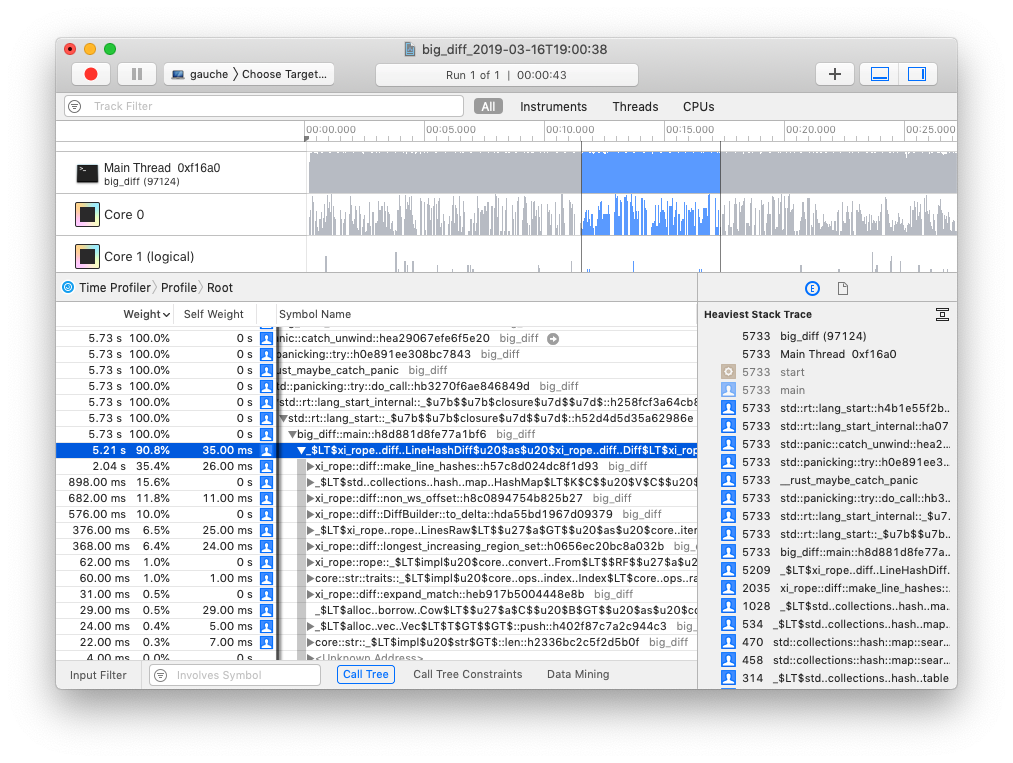 big_diff_2019-03-16T19:00:38
gauche 〉Choose Target...
Run 1 of 1 | 00:00:43
Track Filter
All Instruments Threads CPUs
00:00.000 00:05.000 00:10.000 00:15.000 00:20.000 00:25.000
Main Thread 0xf16a0
big_diff (97124)
Core 0
Core 1 (logical)
Time Profiler 〉Profile 〉Root
Weight Self Weight Symbol Name
5.73 s 100.0% 0 s nic::catch_unwind::hea29067efe6f5e20 big_diff
5.73 s 100.0% 0 s panicking::try::h0e891ee308bc7843 big_diff
5.73 s 100.0% 0 s ust_maybe_catch_panic big_diff
5.73 s 100.0% 0 s td::panicking::try::do_call::hb3270f6ae846849d big_diff
5.73 s 100.0% 0 s std::rt::lang_start_internal::_$u7b$$u7b$closure$u7d$$u7d$::h258fcf3a64cb8
5.73 s 100.0% 0 s std::rt::lang_start::_$u7b$$u7b$closure$u7d$$u7d$::h52d4d5d35a62986e
5.73 s 100.0% 0 s big_diff::main::h8d881d8fe77a1bf6 big_diff
5.21 s 90.8% 35.00 ms _$LT$xi_rope..diff..LineHashDiff$u20$as$u20$xi_rope..diff..Diff$LT$xi_rop
2.04 s 35.4% 26.00 ms xi_rope::diff::make_line_hashes::h57c8d024dc8f1d93 big_diff
898.00 ms 15.6% 0 s _$LT$std..collections..hash..map..HashMap$LT$K$C$$u20$V$C$$u20$
682.00 ms 11.8% 11.00 ms xi_rope::diff::non_ws_offset::h8c0894754b825b27 big_diff
576.00 ms 10.0% 0 s xi_rope::diff::DiffBuilder::to_delta::hda55bd1967d09379 big_diff
376.00 ms 6.5% 25.00 ms _$LT$xi_rope..rope..LinesRaw$LT$$u27$a$GT$$u20$as$u20$core..iter
368.00 ms 6.4% 24.00 ms xi_rope::diff::longest_increasing_region_set::h0656ec20bc8a032b big_
62.00 ms 1.0% 0 s xi_rope::rope::_$LT$impl$u20$core..convert..From$LT$$RF$$u27$a$u2
60.00 ms 1.0% 1.00 ms core::str::traits::_$LT$impl$u20$core..ops..index..Index$LT$core..ops..ra
31.00 ms 0.5% 0 s xi_rope::diff::expand_match::heb917b5004448e8b big_diff
29.00 ms 0.5% 29.00 ms _$LT$alloc..borrow..Cow$LT$$u27$a$C$$u20$B$GT$$u20$as$u20$co
24.00 ms 0.4% 5.00 ms _$LT$alloc..vec..Vec$LT$T$GT$$GT$::push::h402f87c7a2c944c3 big_diff
22.00 ms 0.3% 7.00 ms core::str::_$LT$impl$u20$str$GT$::len::h2336bc2c5f2d5b0f big_diff
4.00 ms 0.0% 0 s <Unknown Address>
Input Filter Involves Symbol Call Tree Call Tree Constraints Data Mining
E
Heaviest Stack Trace
5733 big_diff (97124)
5733 Main Thread 0xf16a0
5733 start
5733 main
5733 std::rt::lang_start::h4b1e55f2b...
5733 std::rt::lang_start_internal::ha07
5733 std::panic::catch_unwind::hea2...
5733 std::panicking::try::h0e891ee3...
5733 __rust_maybe_catch_panic
5733 std::panicking::try::do_call::hb3...
5733 std::rt::lang_start_internal::_$u7...
5733 std::rt::lang_start::_$u7b$$u7b...
5733 big_diff::main::h8d881d8fe77a...
5209 _$LT$xi_rope..diff..LineHashDiff.
2035 xi_rope::diff::make_line_hashes::
1028 _$LT$std..collections..hash..ma...
534 _$LT$std..collections..hash..ma...
470 std::collections::hash::map::sear...
458 std::collections::hash::map::sear...
314 _$LT$std..collections..hash..table